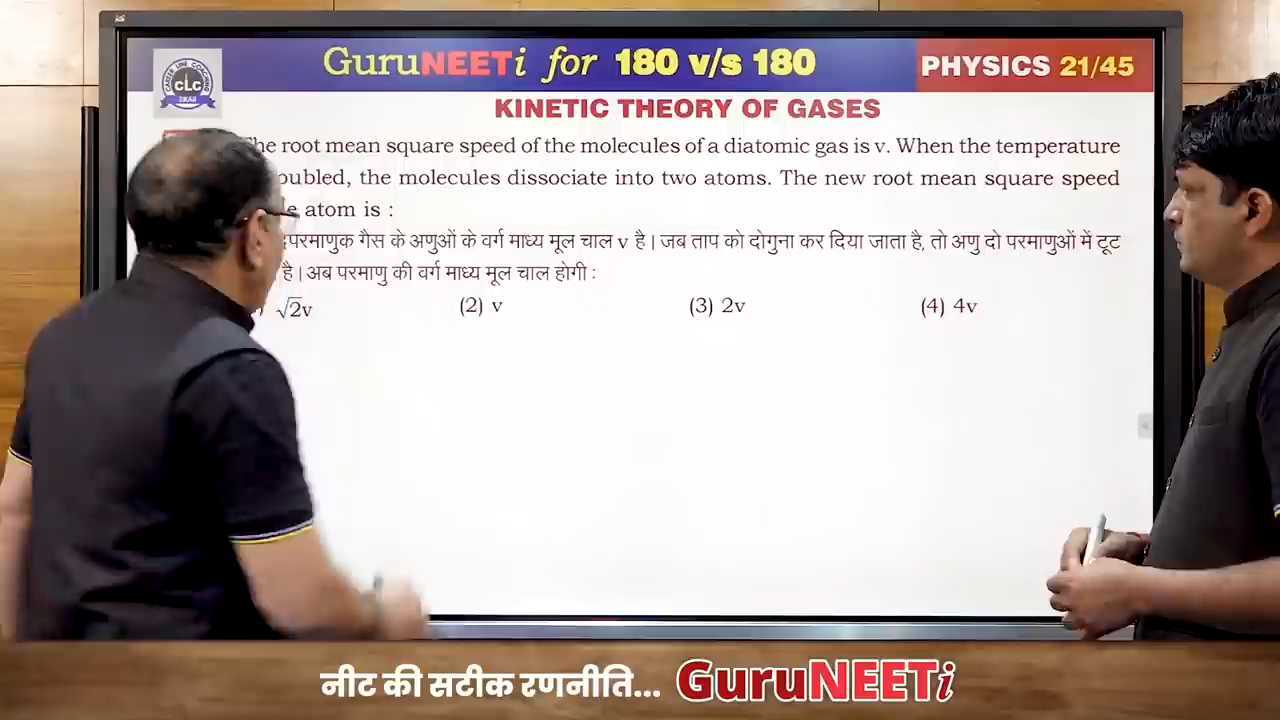 GuruNEETi for 180 v/s 180
PHYSICS 21/45
CLC
SIKAR
KINETIC THEORY OF GASES
he root mean square speed of the molecules of a diatomic gas is v. When the temperature
oubled, the molecules dissociate into two atoms. The new root mean square speed
e atom is :
परमाणुक गैस के अणुओं के वर्ग माध्य मूल चाल v है। जब ताप को दोगुना कर दिया जाता है, तो अणु दो परमाणुओं में टूट
है। अब परमाणु की वर्ग माध्य मूल चाल होगी :
√2v (2) v (3) 2v (4) 4v
नीट की सटीक रणनीति... GuruNEETi